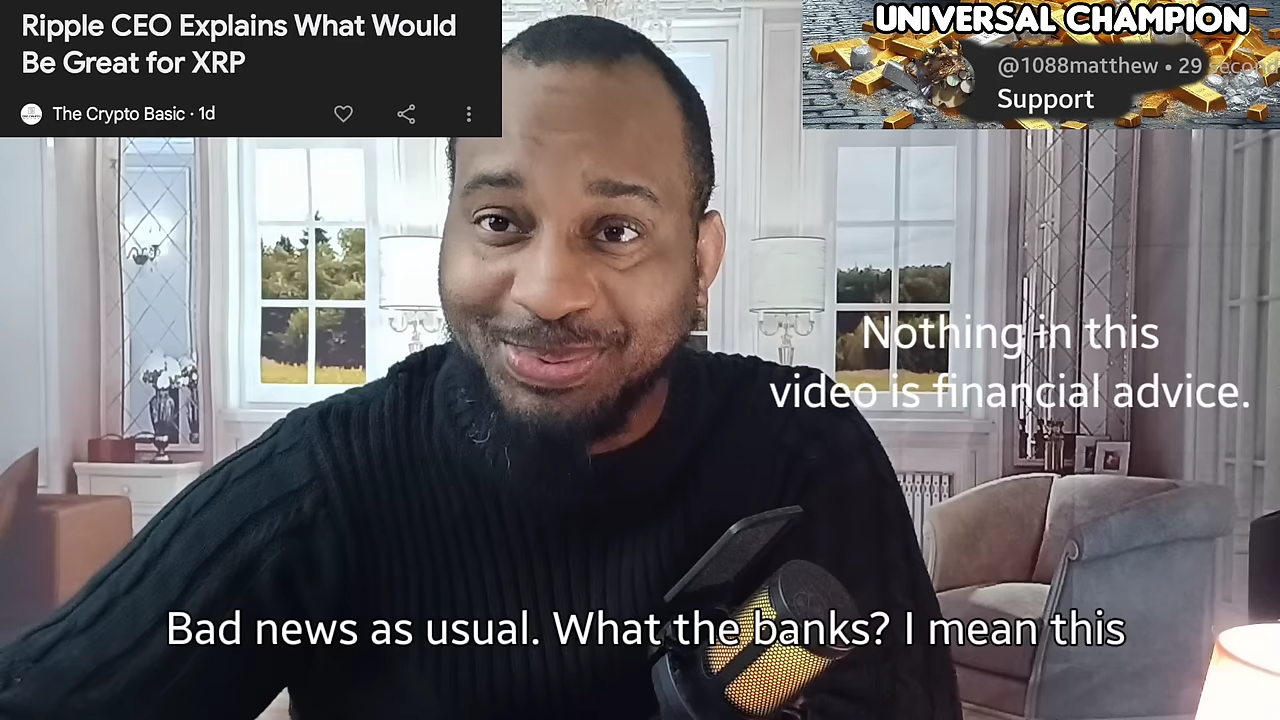 Ripple CEO Explains What Would
Be Great for XRP
The Crypto Basic · 1d
UNIVERSAL CHAMPION
@1088matthew • 29 second
Support
Nothing in this
video is financial advice.
Bad news as usual. What the banks? I mean this